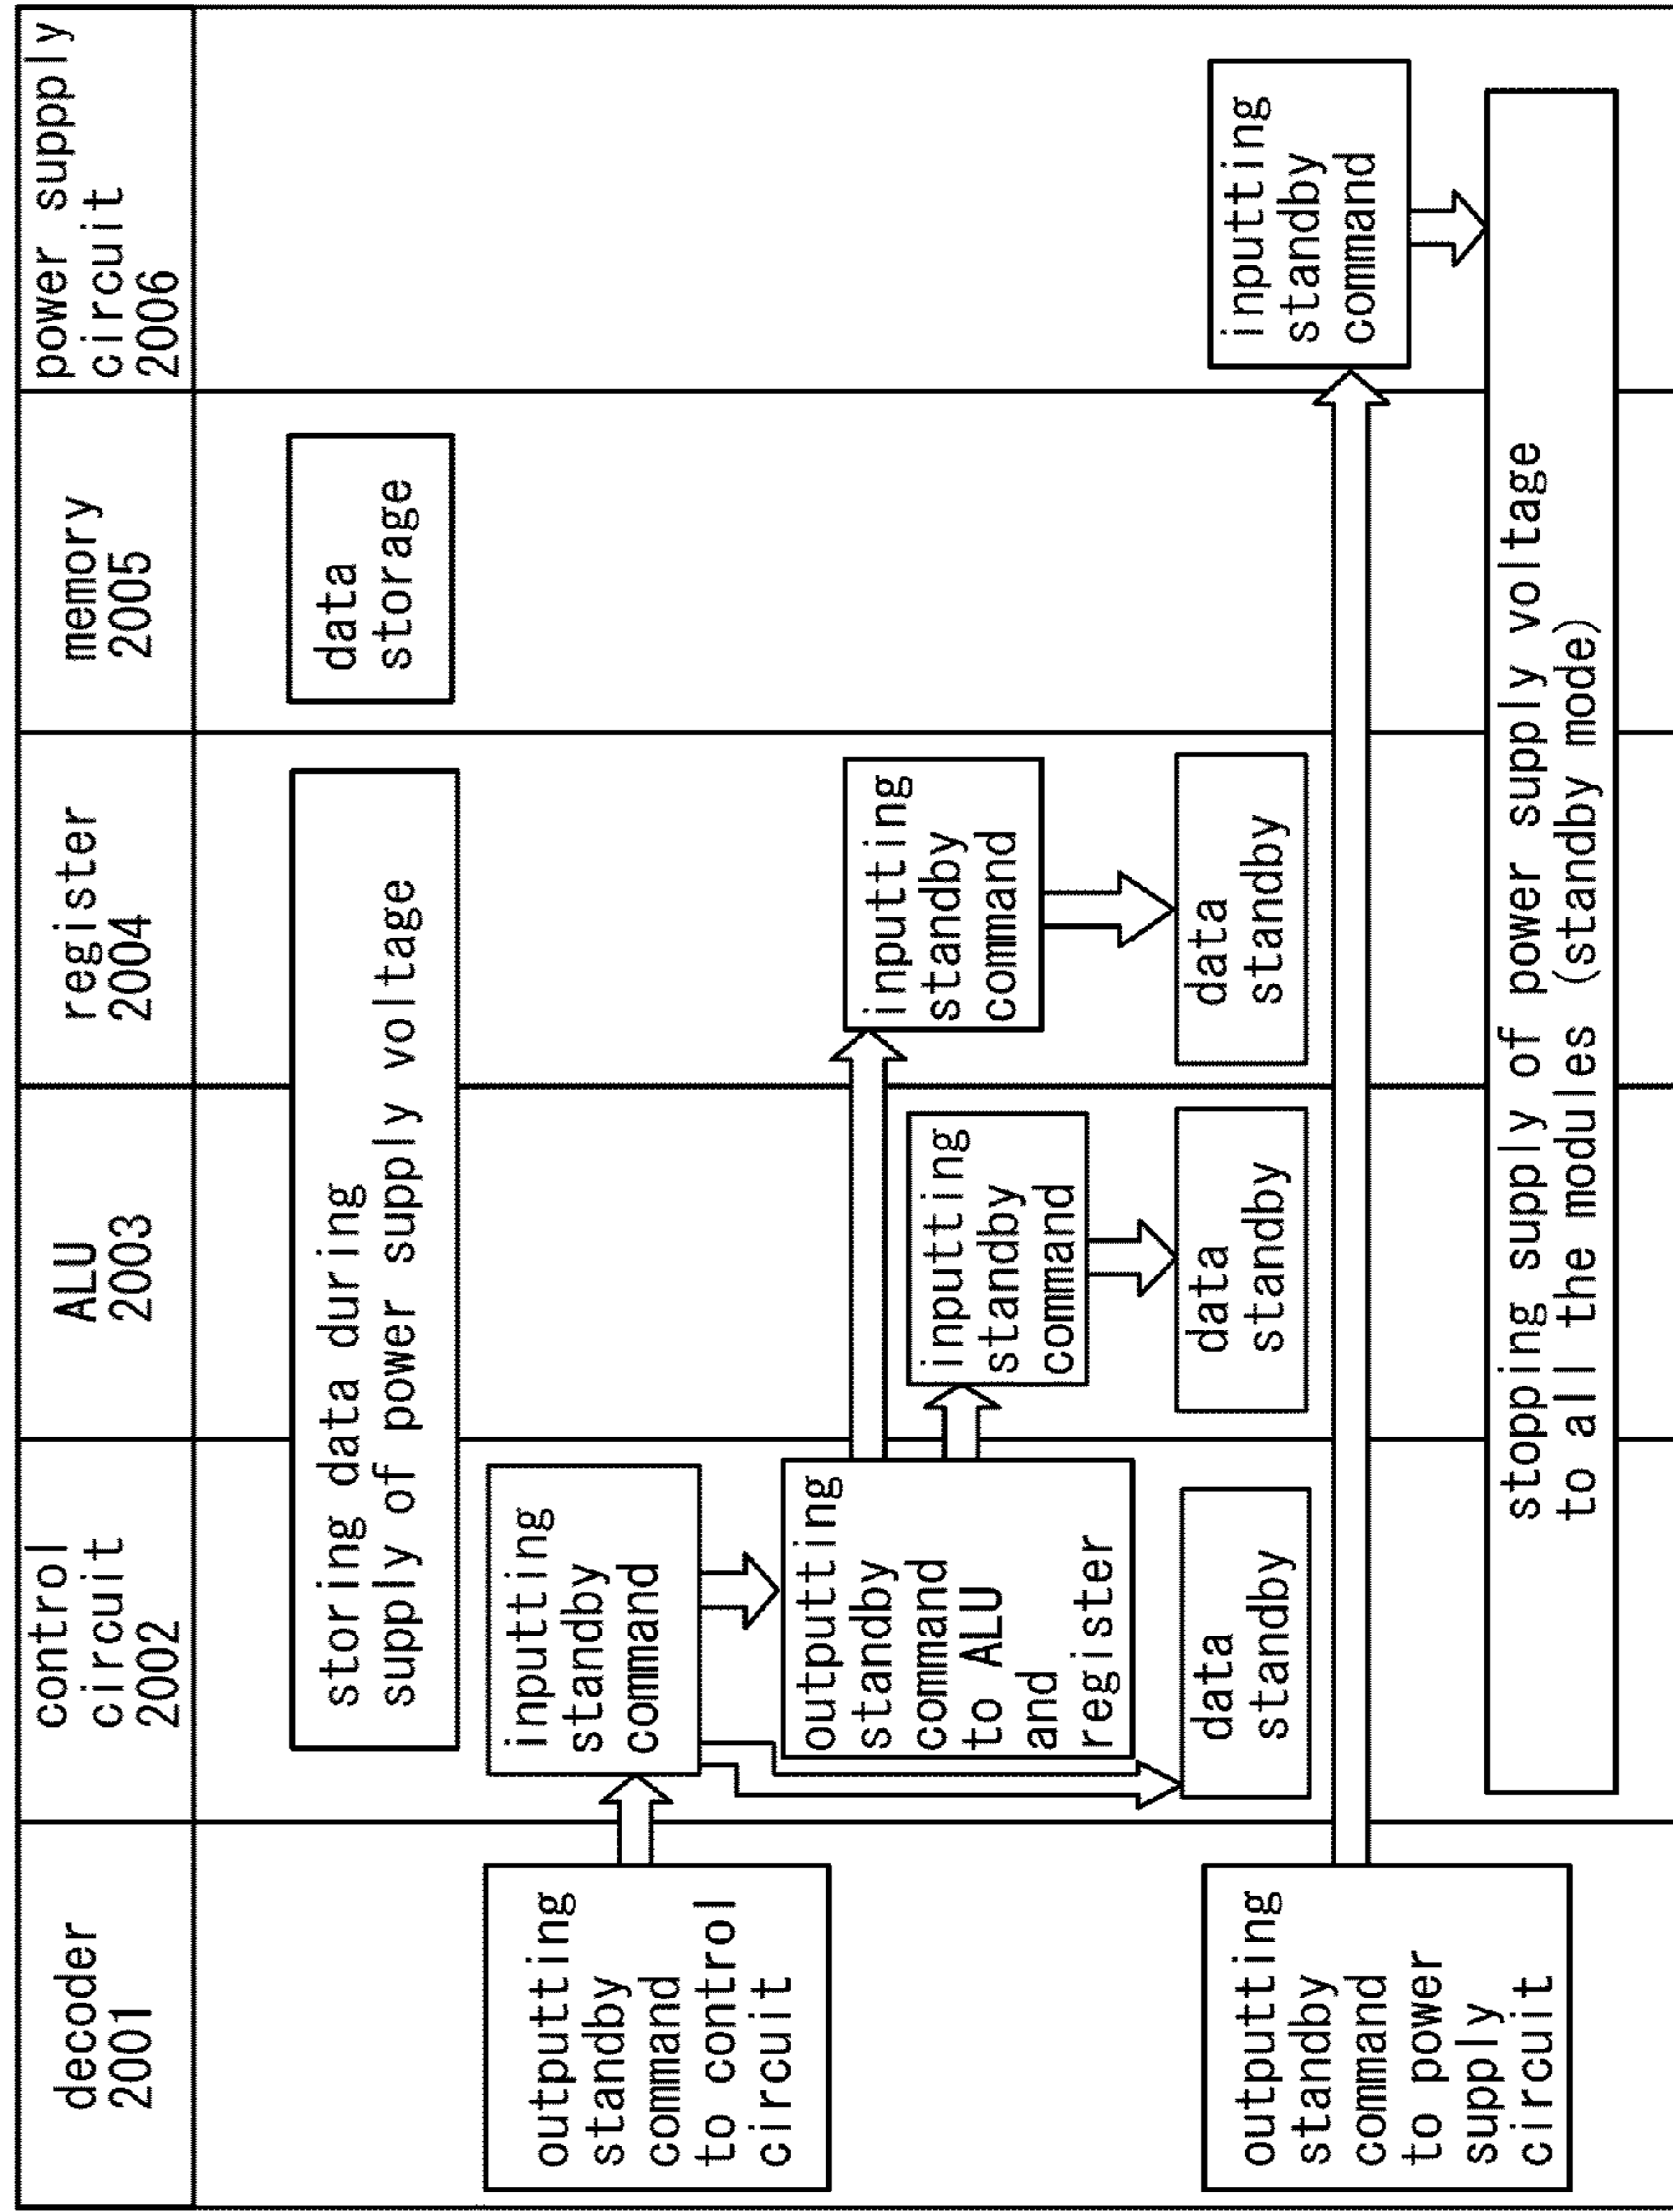 decoder
2001
control
circuit
2002
ALU
2003
register
2004
memory
2005
power supply
circuit
2006
storing data during
supply of power supply voltage
data
storage
outputting
standby
command
to control
circuit
inputting
standby
command
outputting
standby
command
to ALU
and
register
inputting
standby
command
inputting
standby
command
data
standby
data
standby
data
standby
outputting
standby
command
to power
supply
circuit
inputting
standby
command
stopping supply of power supply voltage
to all the modules (standby mode)